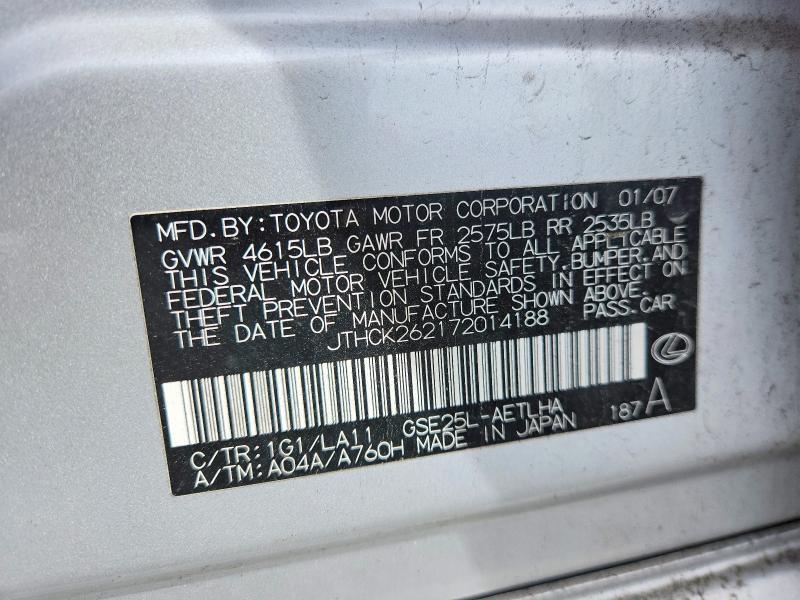 MFD. BY: TOYOTA MOTOR CORPORATION 01/07
GVWR 4615LB GAWR FR 2575LB RR 2535LB
THIS VEHICLE CONFORMS TO ALL APPLICABLE
FEDERAL MOTOR VEHICLE SAFETY, BUMPER, AND
THEFT PREVENTION STANDARDS IN EFFECT ON
THE DATE OF MANUFACTURE SHOWN ABOVE.
JTHCK262172014188 PASS. CAR
C/TR: 1G1/LA11 GSE25L-AETLHA 187 A
A/TM: A04A/A760H MADE IN JAPAN